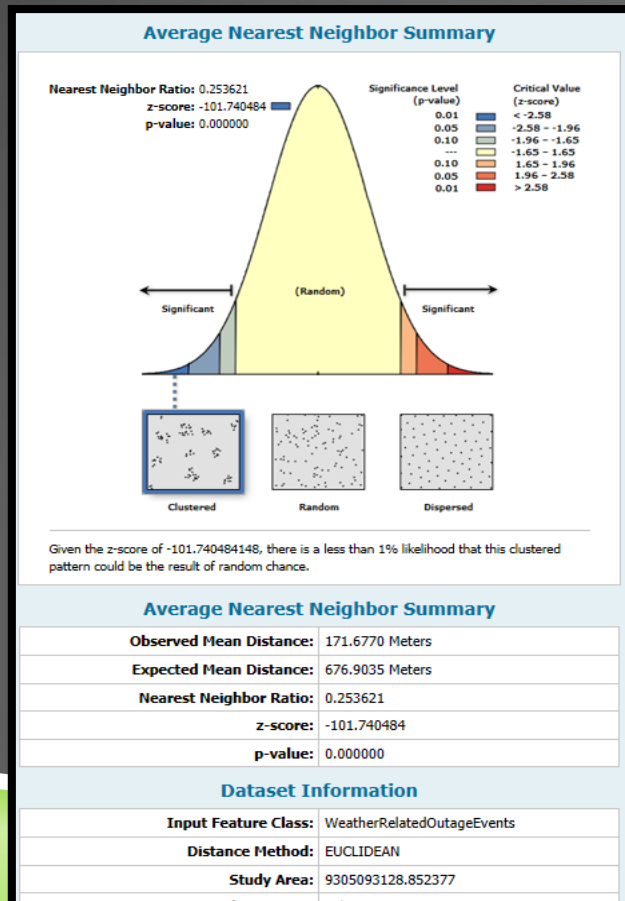 Average Nearest Neighbor Summary
Nearest Neighbor Ratio: 0.253621
z-score: -101.740484
p-value: 0.000000
Significance Level
(p-value)
Critical Value
(z-score)
0.01 < -2.58
0.05 -2.58 – -1.96
0.10 -1.96 – -1.65
--- -1.65 – 1.65
0.10 1.65 – 1.96
0.05 1.96 – 2.58
0.01 > 2.58
(Random)
Significant
Significant
Clustered
Random
Dispersed
Given the z-score of -101.740484148, there is a less than 1% likelihood that this clustered
pattern could be the result of random chance.
Average Nearest Neighbor Summary
Observed Mean Distance: 171.6770 Meters
Expected Mean Distance: 676.9035 Meters
Nearest Neighbor Ratio: 0.253621
z-score: -101.740484
p-value: 0.000000
Dataset Information
Input Feature Class: WeatherRelatedOutageEvents
Distance Method: EUCLIDEAN
Study Area: 9305093128.852377